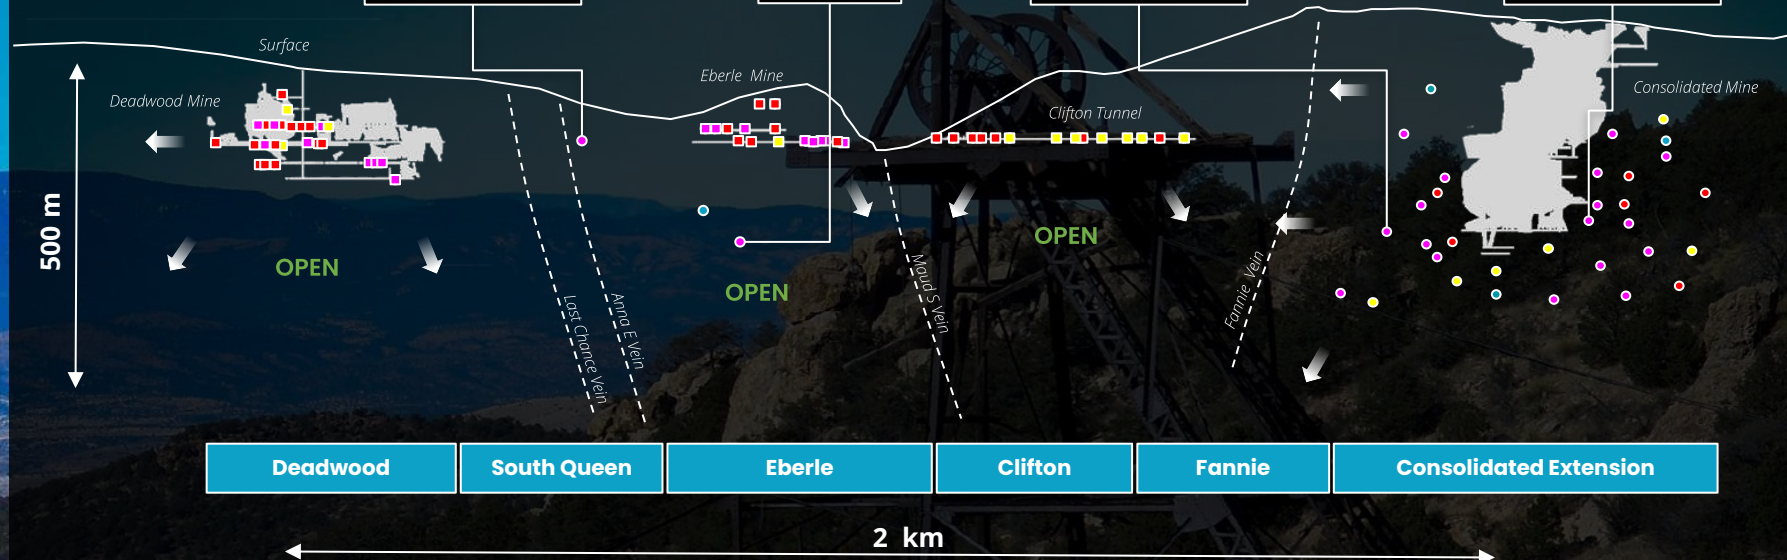 Surface
Deadwood Mine
Eberle Mine
Clifton Tunnel
Consolidated Mine
500 m
OPEN
OPEN
OPEN
Last Chance Vein
Anna E Vein
Maud S Vein
Fannie Vein
Deadwood
South Queen
Eberle
Clifton
Fannie
Consolidated Extension
2 km